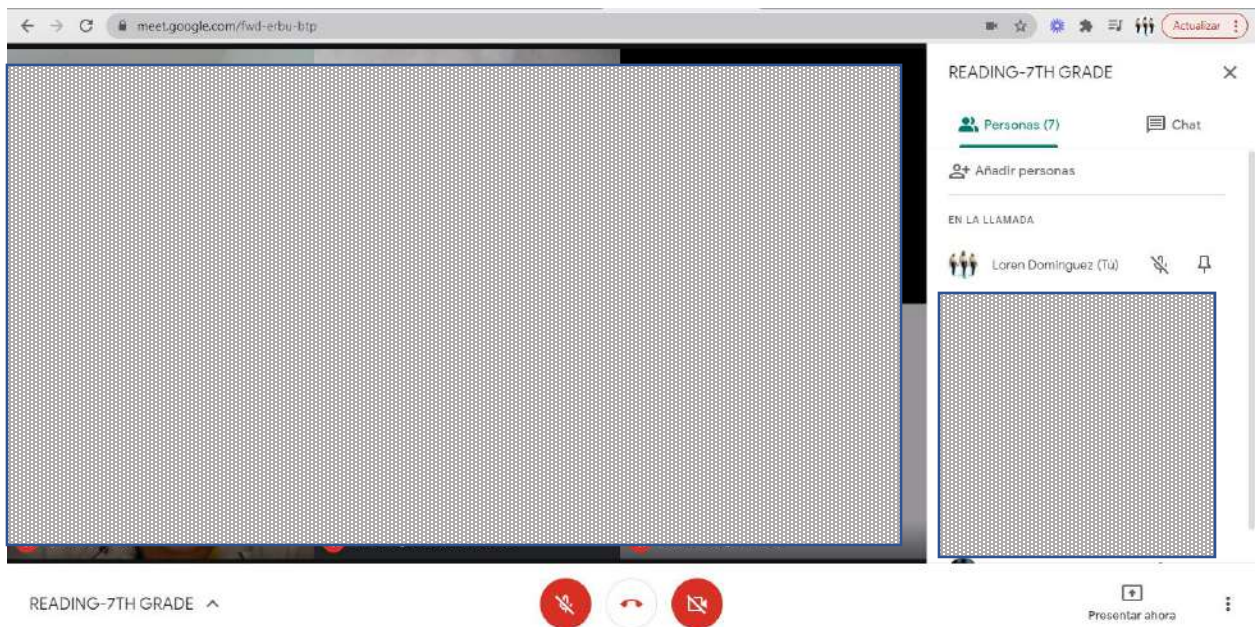 meet.google.com/fwd-erbu-btp
Actualizar
READING-7TH GRADE
Personas (7)
Chat
Añadir personas
EN LA LLAMADA
Loren Dominguez (Tú)
READING-7TH GRADE
Presentar ahora